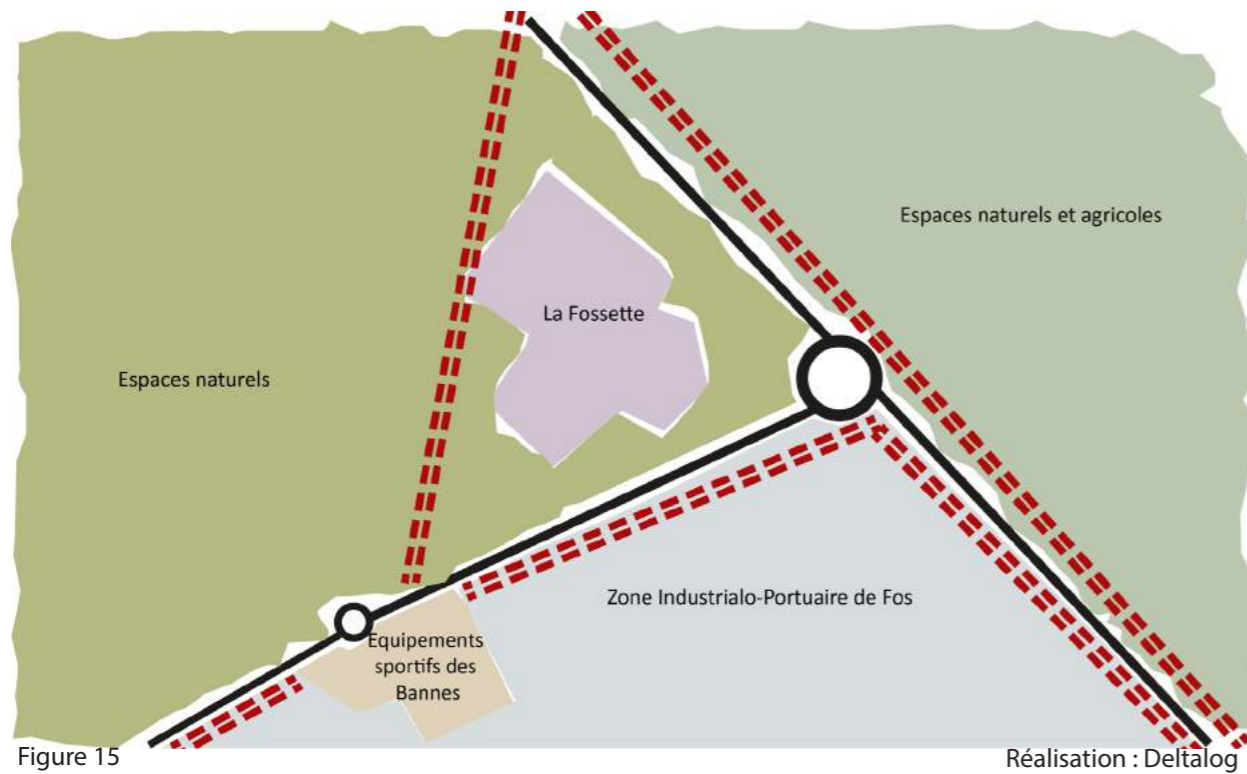 Espaces naturels et agricoles
La Fossette
Espaces naturels
Zone Industrialo-Portuaire de Fos
Equipements
sportifs des
Bannes
Figure 15
Réalisation : Deltalog